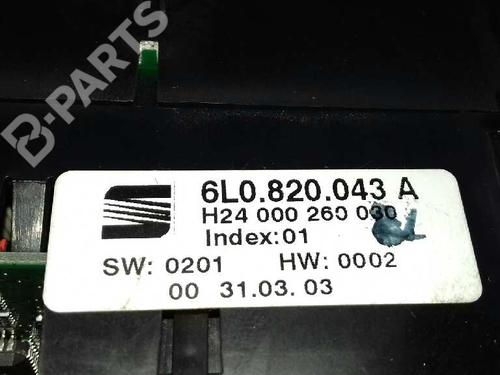 B-PARTS
6L0.820.043 A
H24 000 260 030
Index:01
SW: 0201 HW: 0002
00 31.03.03